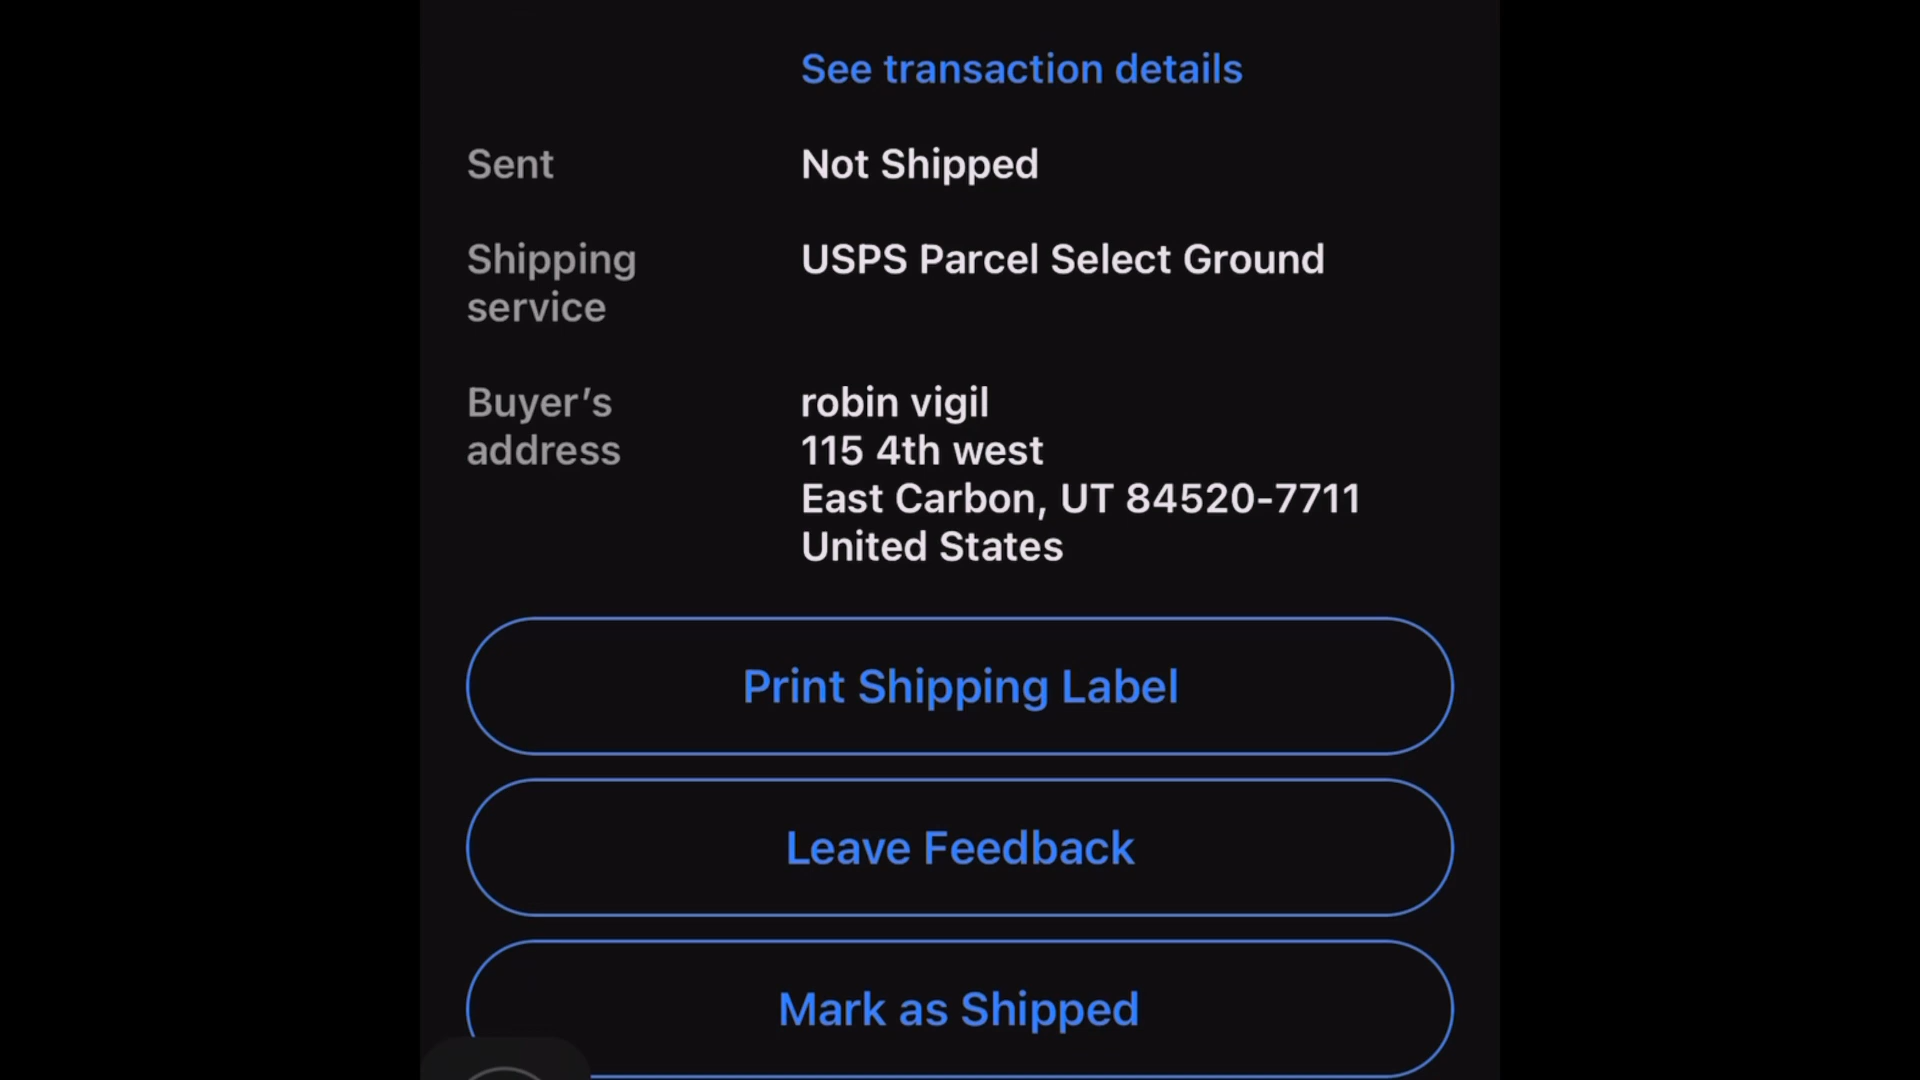 See transaction details
Sent
Not Shipped
Shipping service
USPS Parcel Select Ground
Buyer’s address
robin vigil
115 4th west
East Carbon, UT 84520-7711
United States
Print Shipping Label
Leave Feedback
Mark as Shipped